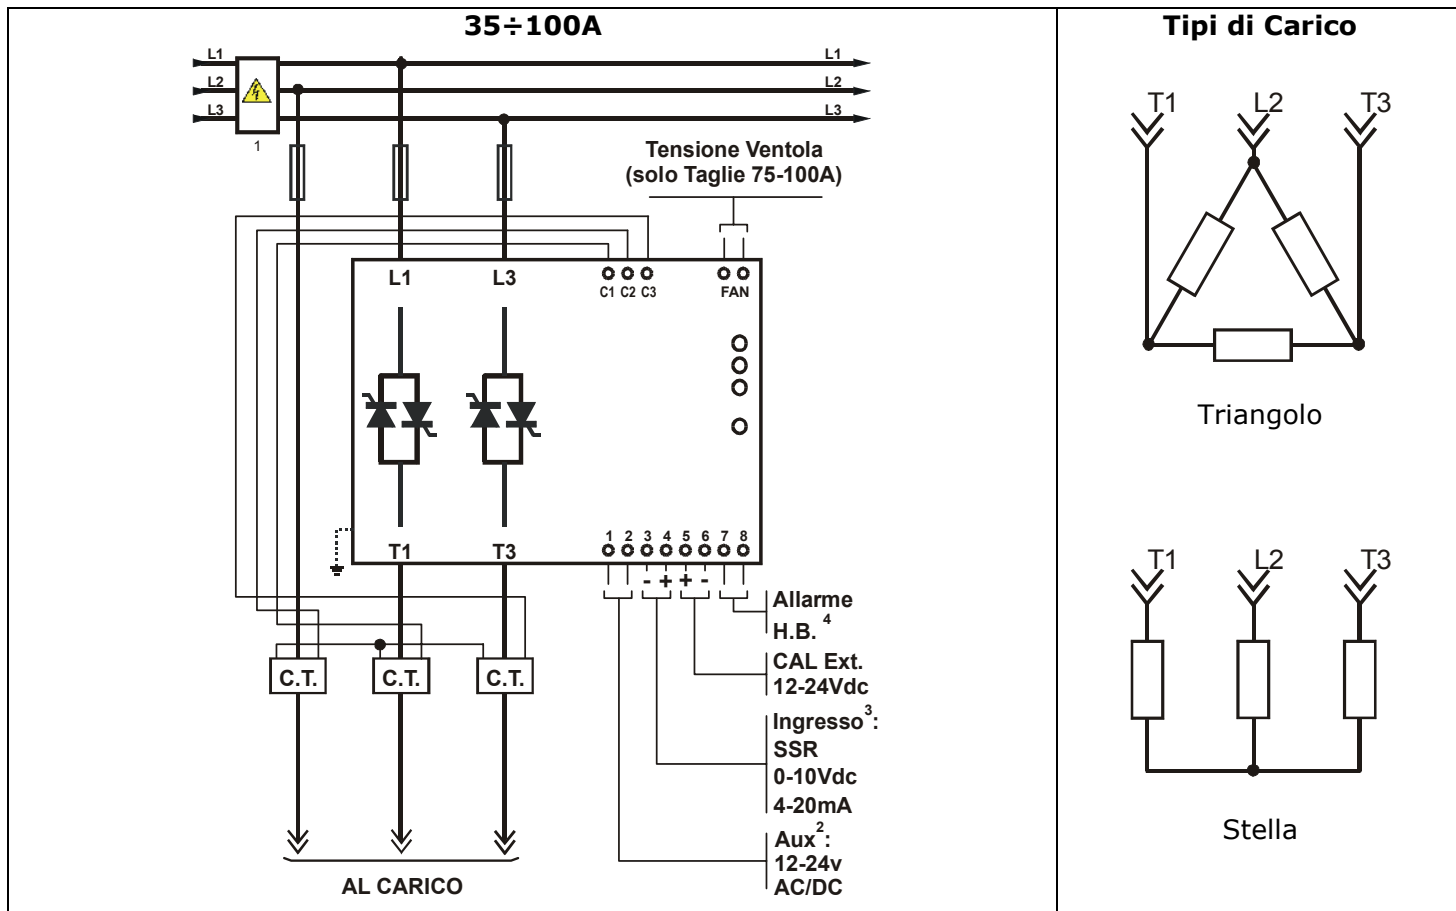 35÷100A
L1 L1
L2 L2
L3 L3
1
Tensione Ventola
(solo Taglie 75-100A)
L1 L3
C1 C2 C3 FAN
T1 T3
1 2 3 4 5 6 7 8
- + + -
Allarme
H.B. 4
CAL Ext.
12-24Vdc
Ingresso3:
SSR
0-10Vdc
4-20mA
Aux2:
12-24v
AC/DC
C.T. C.T. C.T.
AL CARICO
Tipi di Carico
T1 L2 T3
Triangolo
T1 L2 T3
Stella